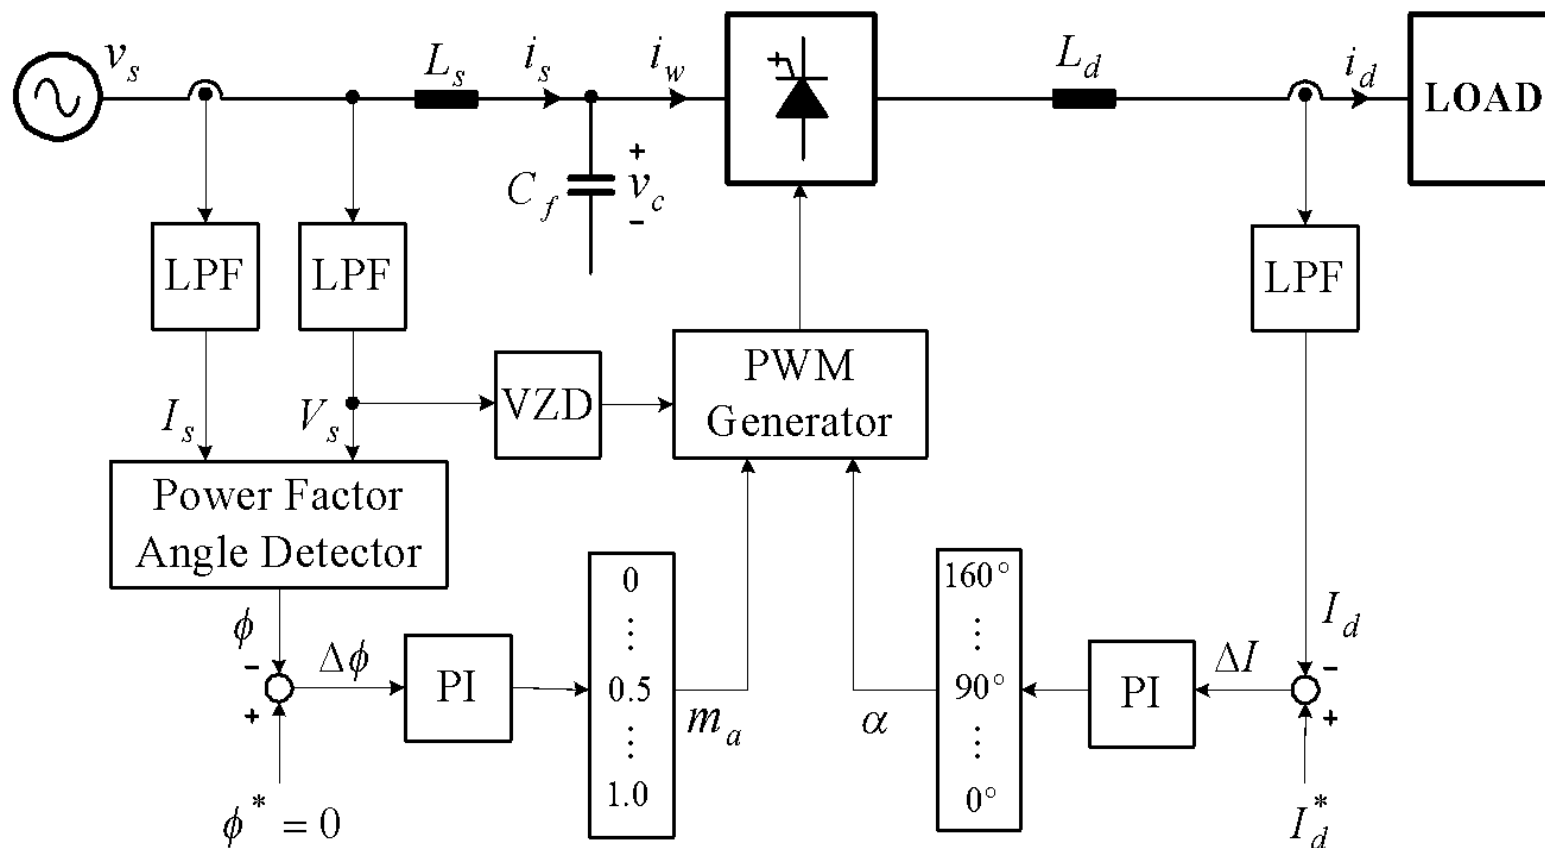 v_s
L_s
i_s
i_w
L_d
i_d
LOAD
C_f
+
v_c
-
LPF
LPF
LPF
I_s
V_s
VZD
PWM
Generator
Power Factor
Angle Detector
ϕ
-
+
Δϕ
PI
0
⋮
0.5
⋮
1.0
m_a
α
160°
⋮
90°
⋮
0°
PI
ΔI
I_d
-
+
ϕ* = 0
I_d*